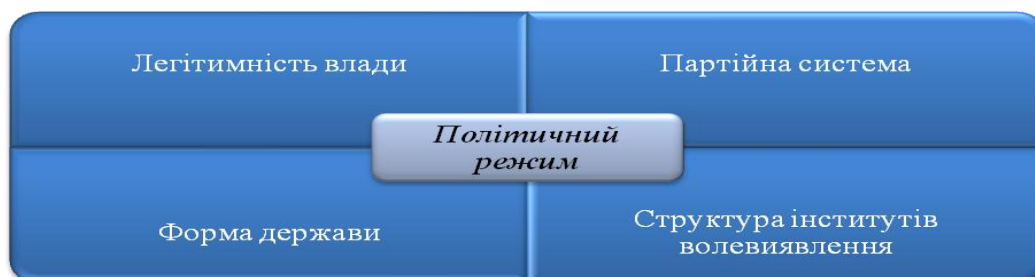 Легітимність влади
Партійна система
Політичний
режим
Форма держави
Структура інститутів
волевиявлення